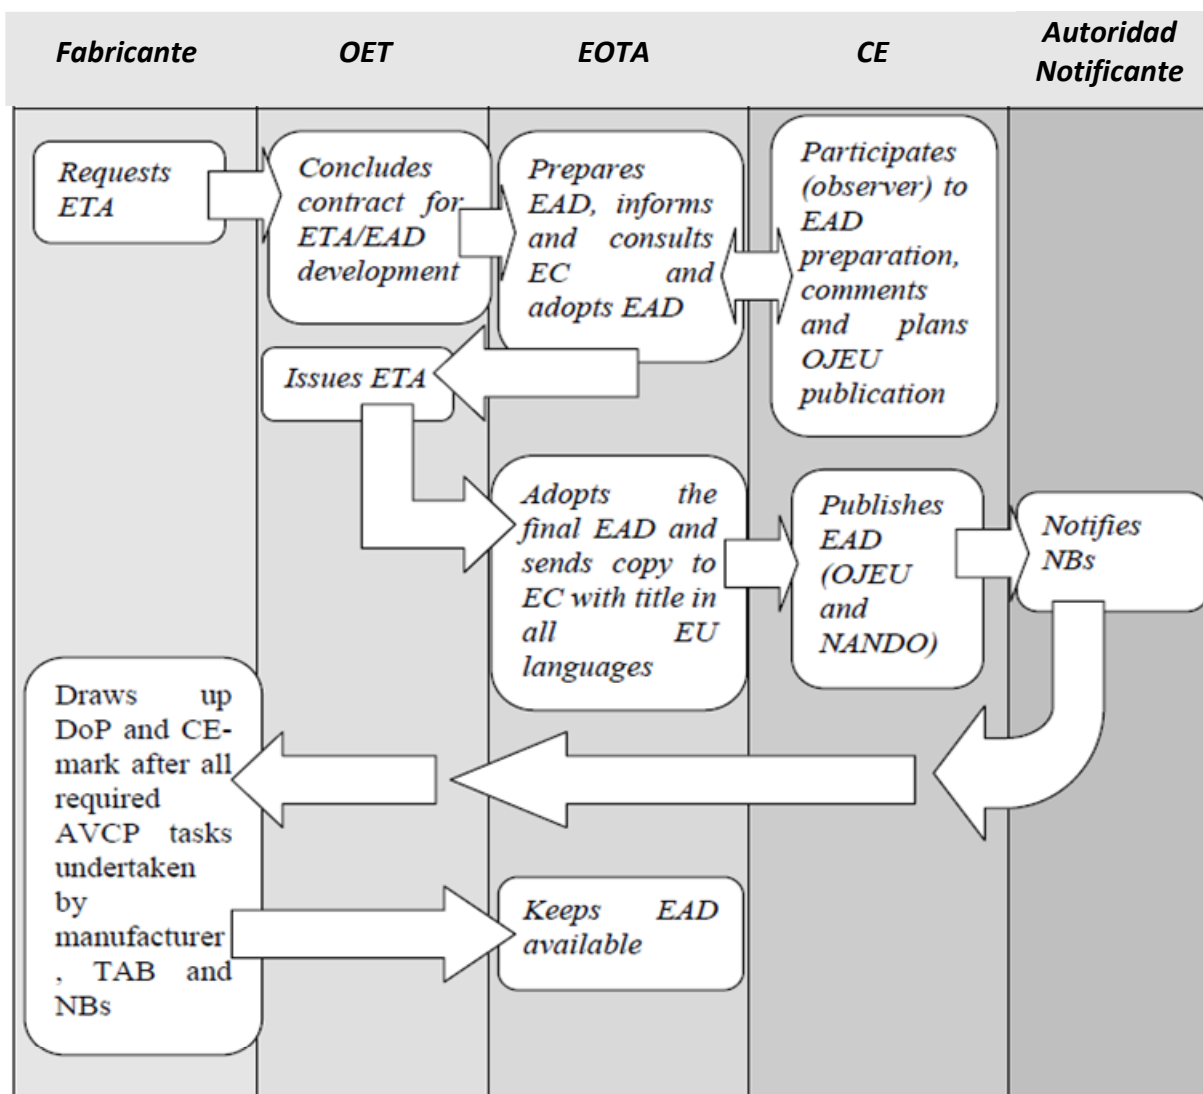 Fabricante
OET
EOTA
CE
Autoridad
Notificante
Requests
ETA
Concludes
contract for
ETA/EAD
development
Prepares
EAD, informs
and consults
EC and
adopts EAD
Participates
(observer) to
EAD
preparation,
comments
and plans
OJEU
publication
Issues ETA
Adopts the
final EAD and
sends copy to
EC with title in
all EU
languages
Publishes
EAD
(OJEU
and
NANDO)
Notifies
NBs
Draws up
DoP and CE-
mark after all
required
AVCP tasks
undertaken
by
manufacturer
, TAB and
NBs
Keeps EAD
available